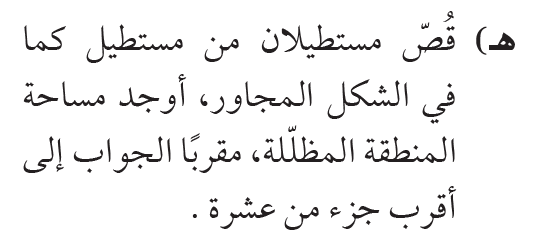 هـ) قُصّ مستطيلان من مستطيل كما
في الشكل المجاور، أوجد مساحة
المنطقة المظلّلة، مقربًا الجواب إلى
أقرب جزء من عشرة .